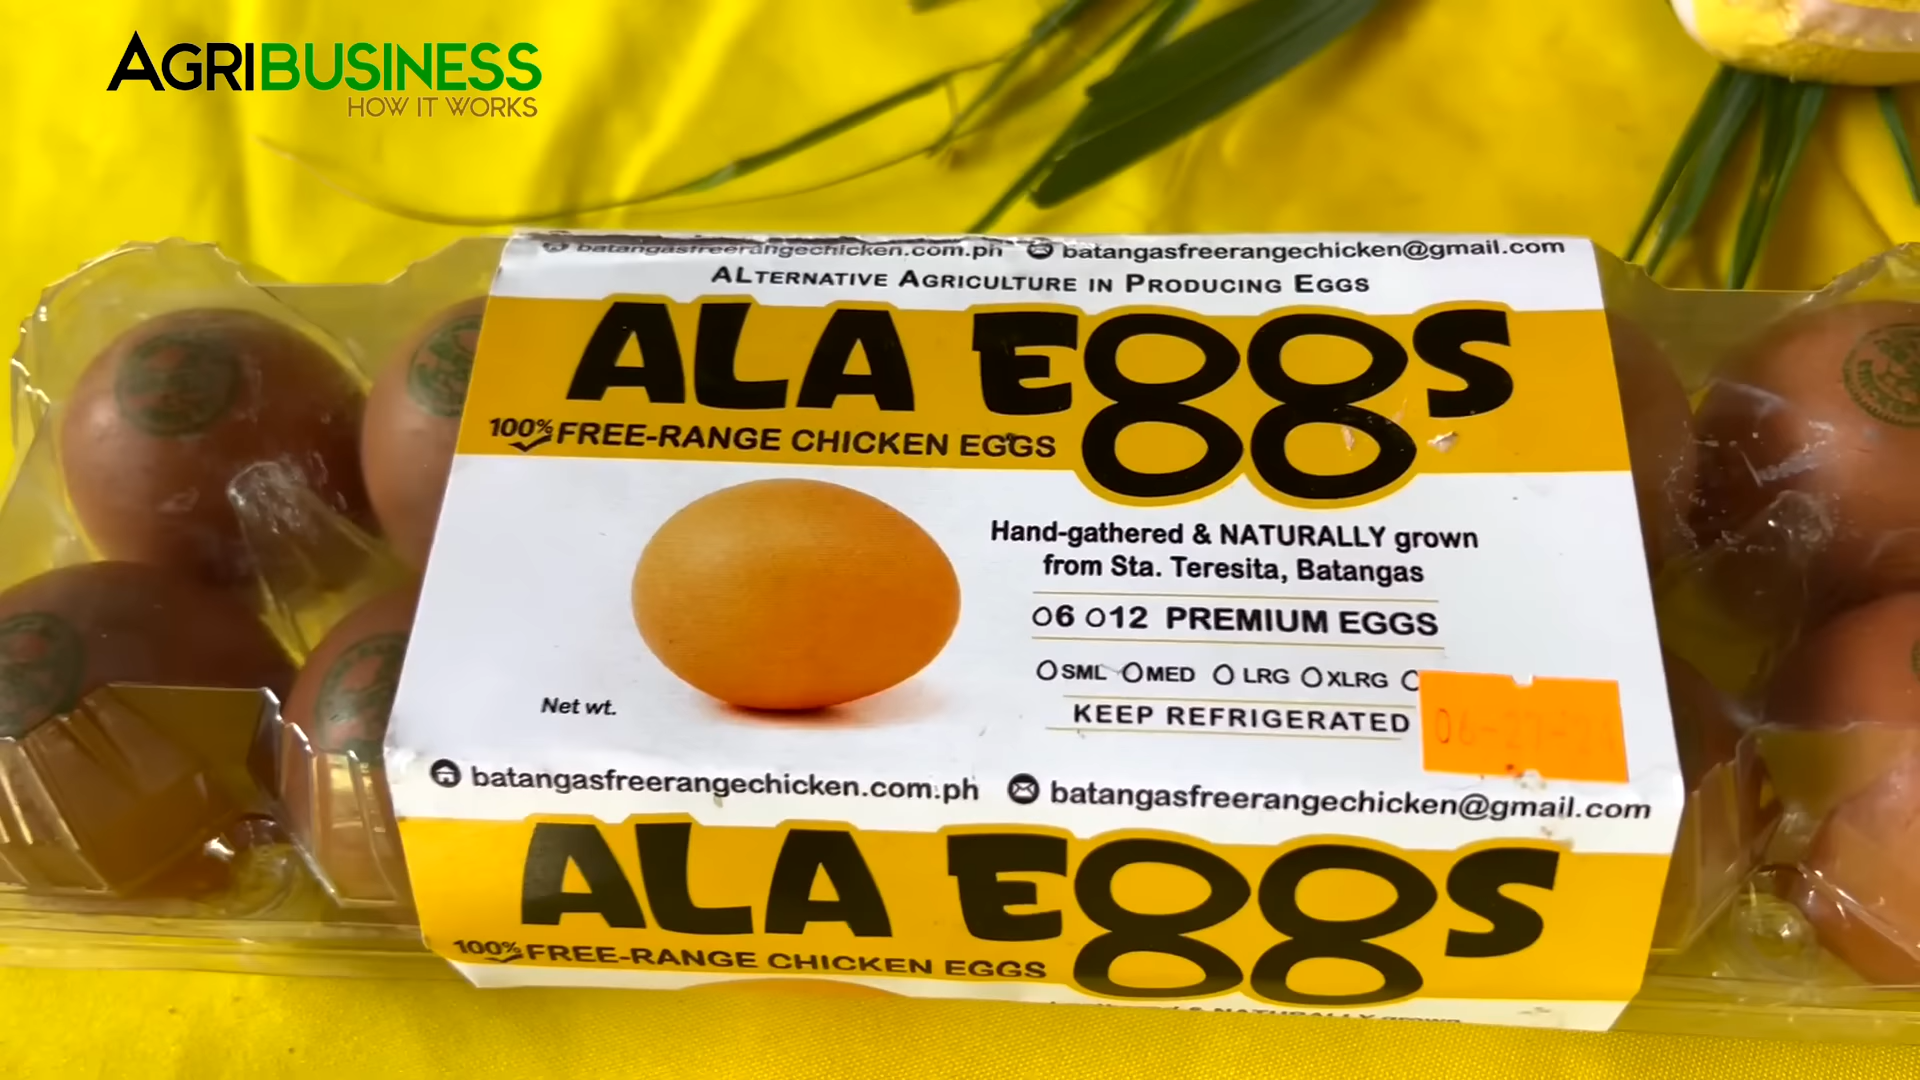 AGRIBUSINESS
HOW IT WORKS
batangasfreerangechicken.com.ph batangasfreerangechicken@gmail.com
ALTERNATIVE AGRICULTURE IN PRODUCING EGGS
ALA EGGS
100% FREE-RANGE CHICKEN EGGS
Hand-gathered & NATURALLY grown
from Sta. Teresita, Batangas
6 12 PREMIUM EGGS
SML MED LRG XLRG
Net wt.
KEEP REFRIGERATED
batangasfreerangechicken.com.ph batangasfreerangechicken@gmail.com
ALA EGGS
100% FREE-RANGE CHICKEN EGGS
& NATURALLY grown